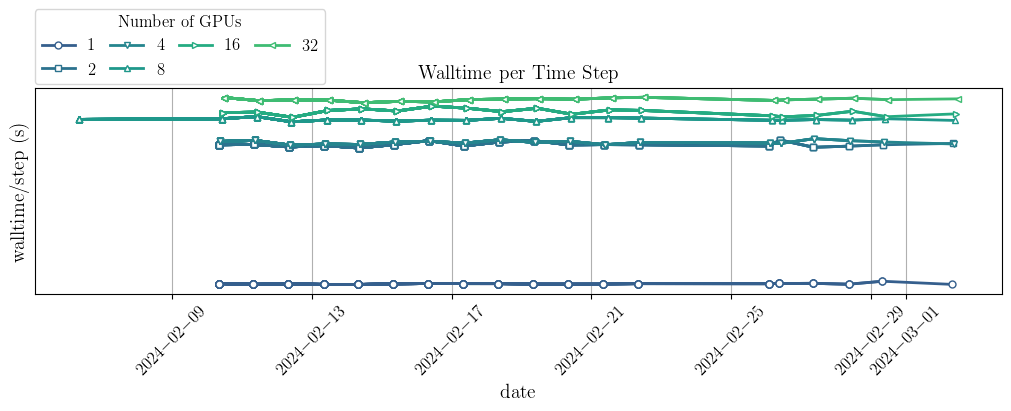 Number of GPUs
1 4 16 32
2 8
Walltime per Time Step
walltime/step (s)
2024−02−09 2024−02−13 2024−02−17 2024−02−21 2024−02−25 2024−02−29 2024−03−01
date